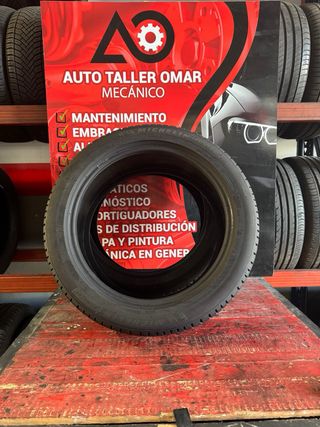 AUTO TALLER OMAR
MECÁNICO
MANTENIMIENTO
EMBRA
MICHELIN
ÁTICOS
NÓSTICO
ORTIGUADORES
S DE DISTRIBUCIÓN
PA Y PINTURA
ÁNICA EN GENER